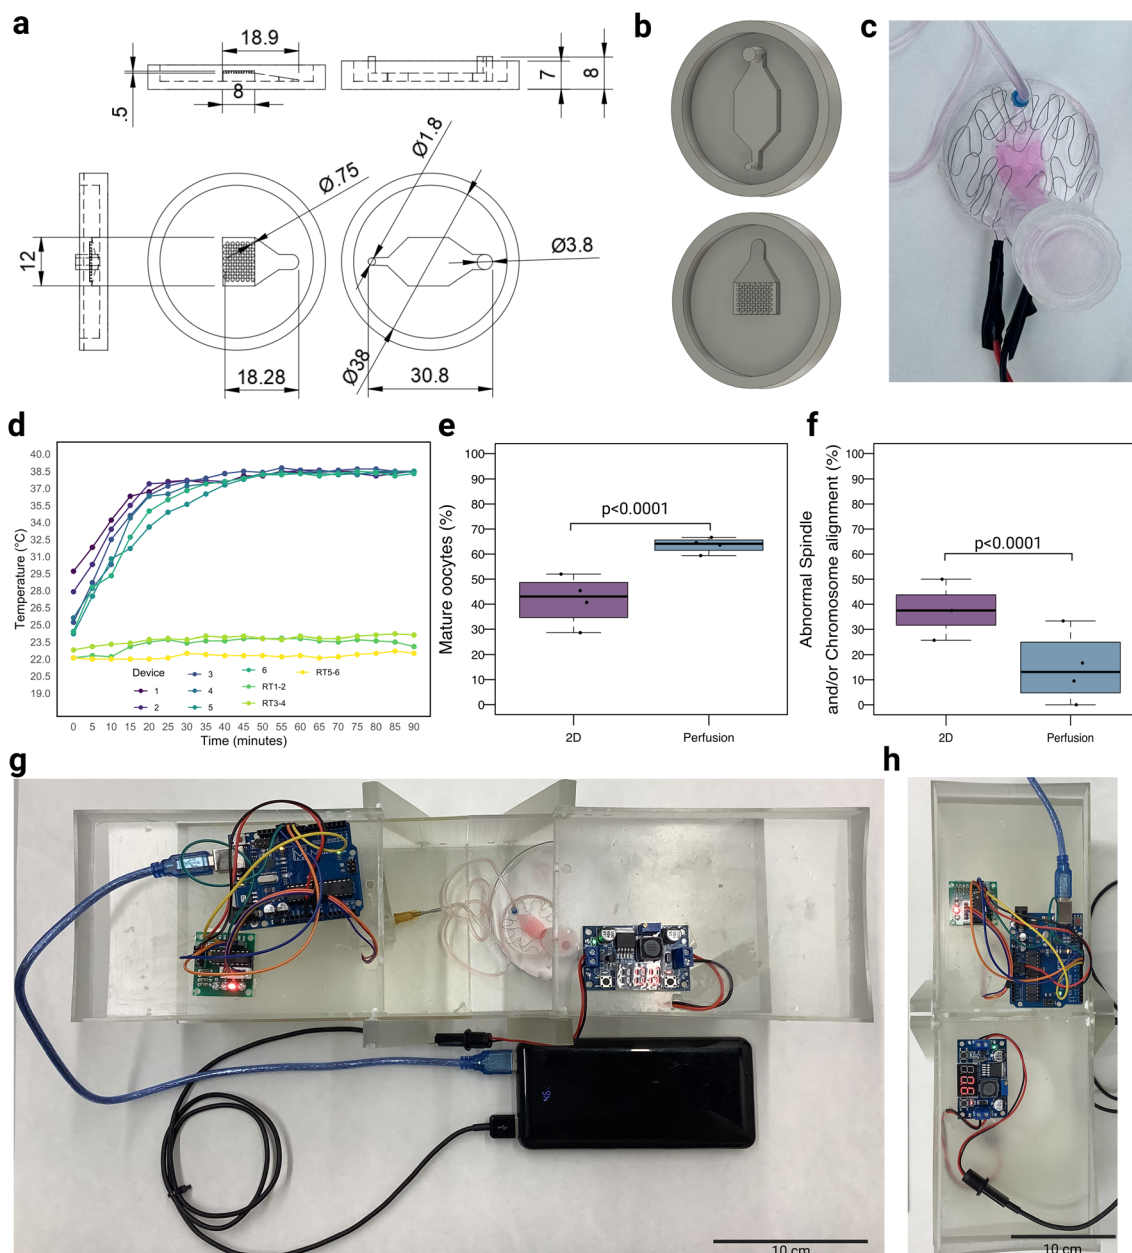 a
18.9
8
.5
7
8
12
18.28
Ø.75
Ø1.8
Ø3.8
Ø38
30.8
b
c
d
Temperature (°C)
40.0
38.5
37.0
35.5
34.0
32.5
31.0
29.5
28.0
26.5
25.0
23.5
22.0
20.5
19.0
Device
1
2
3
4
5
6
RT1-2
RT3-4
RT5-6
0 5 10 15 20 25 30 35 40 45 50 55 60 65 70 75 80 85 90
Time (minutes)
e
Mature oocytes (%)
100
90
80
70
60
50
40
30
20
10
0
p<0.0001
2D Perfusion
f
Abnormal Spindle
and/or Chromosome alignment (%)
100
90
80
70
60
50
40
30
20
10
0
p<0.0001
2D Perfusion
g
10 cm
h
10 cm